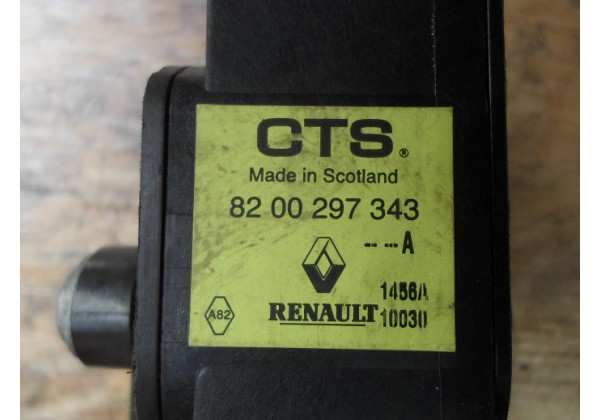 CTS®
Made in Scotland
82 00 297 343
-- --A
A82
RENAULT
1456A
10030